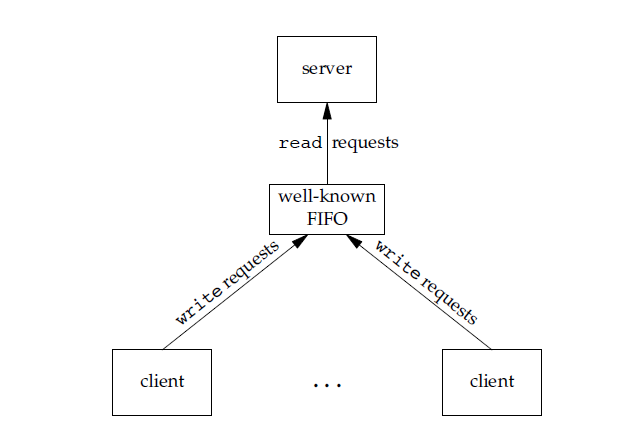 server
read requests
well-known
FIFO
write requests
write requests
client
...
client